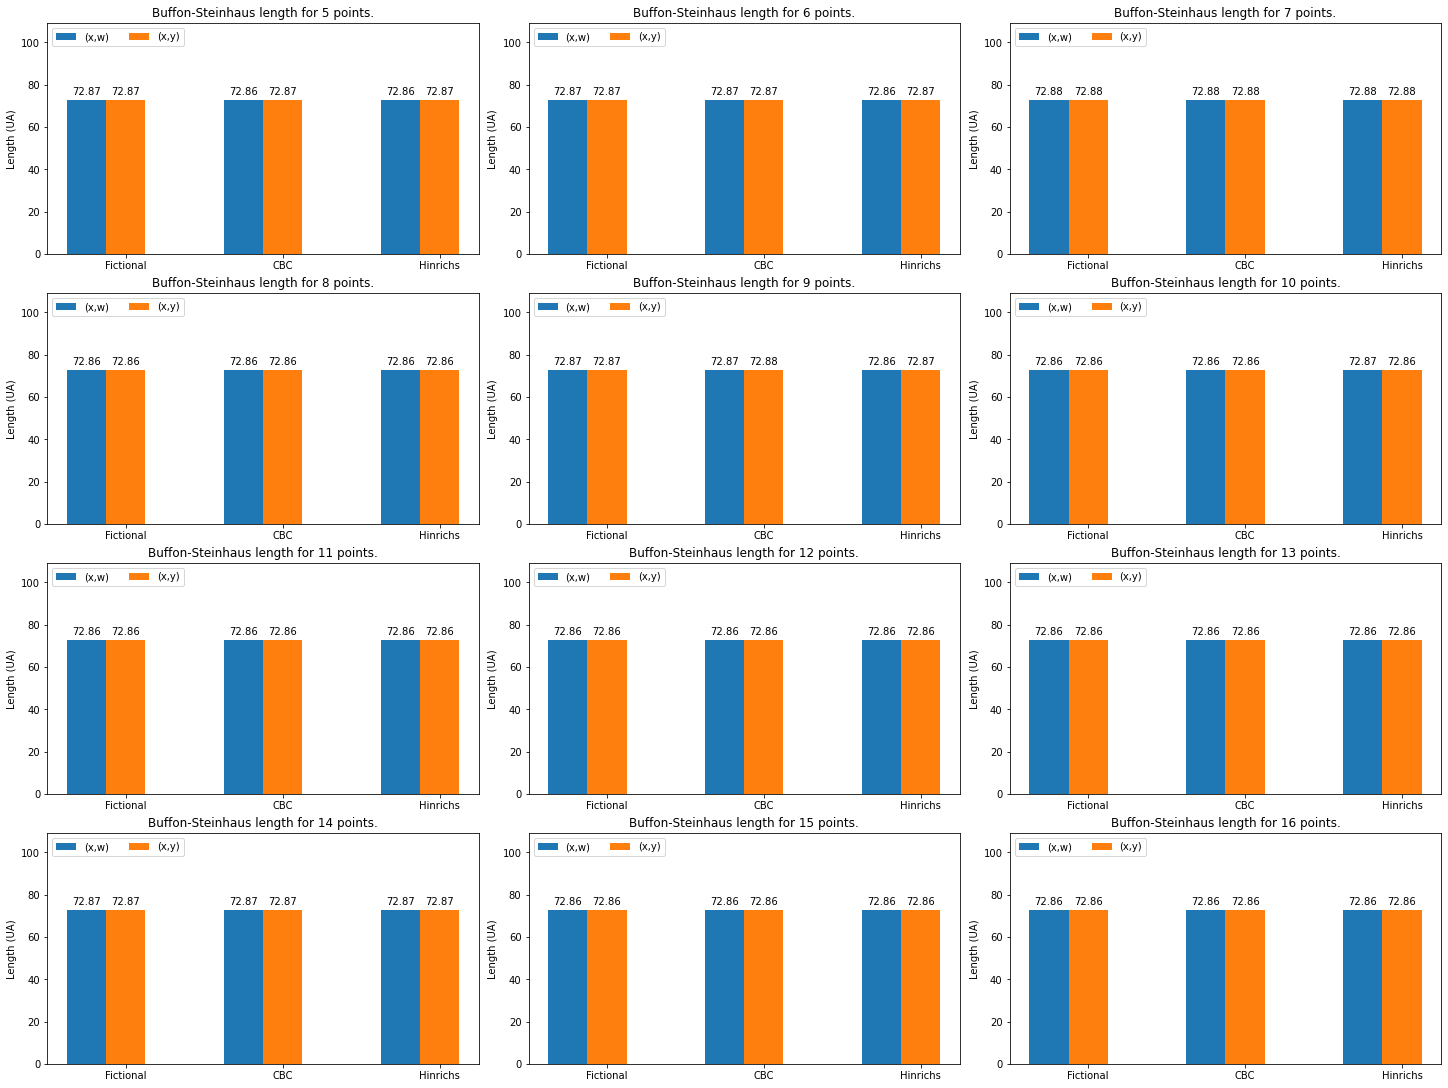 Buffon-Steinhaus length for 5 points.
(x,w) (x,y)
100
80
60
40
20
0
Length (UA)
72.87 72.87 72.86 72.87 72.86 72.87
Fictional CBC Hinrichs
Buffon-Steinhaus length for 6 points.
(x,w) (x,y)
100
80
60
40
20
0
Length (UA)
72.87 72.87 72.87 72.87 72.86 72.87
Fictional CBC Hinrichs
Buffon-Steinhaus length for 7 points.
(x,w) (x,y)
100
80
60
40
20
0
Length (UA)
72.88 72.88 72.88 72.88 72.88 72.88
Fictional CBC Hinrichs
Buffon-Steinhaus length for 8 points.
(x,w) (x,y)
100
80
60
40
20
0
Length (UA)
72.86 72.86 72.86 72.86 72.86 72.86
Fictional CBC Hinrichs
Buffon-Steinhaus length for 9 points.
(x,w) (x,y)
100
80
60
40
20
0
Length (UA)
72.87 72.87 72.87 72.88 72.86 72.87
Fictional CBC Hinrichs
Buffon-Steinhaus length for 10 points.
(x,w) (x,y)
100
80
60
40
20
0
Length (UA)
72.86 72.86 72.86 72.86 72.87 72.86
Fictional CBC Hinrichs
Buffon-Steinhaus length for 11 points.
(x,w) (x,y)
100
80
60
40
20
0
Length (UA)
72.86 72.86 72.86 72.86 72.86 72.86
Fictional CBC Hinrichs
Buffon-Steinhaus length for 12 points.
(x,w) (x,y)
100
80
60
40
20
0
Length (UA)
72.86 72.86 72.86 72.86 72.86 72.86
Fictional CBC Hinrichs
Buffon-Steinhaus length for 13 points.
(x,w) (x,y)
100
80
60
40
20
0
Length (UA)
72.86 72.86 72.86 72.86 72.86 72.86
Fictional CBC Hinrichs
Buffon-Steinhaus length for 14 points.
(x,w) (x,y)
100
80
60
40
20
0
Length (UA)
72.87 72.87 72.87 72.87 72.87 72.87
Fictional CBC Hinrichs
Buffon-Steinhaus length for 15 points.
(x,w) (x,y)
100
80
60
40
20
0
Length (UA)
72.86 72.86 72.86 72.86 72.86 72.86
Fictional CBC Hinrichs
Buffon-Steinhaus length for 16 points.
(x,w) (x,y)
100
80
60
40
20
0
Length (UA)
72.86 72.86 72.86 72.86 72.86 72.86
Fictional CBC Hinrichs